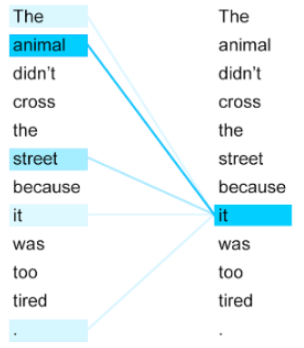 The The
animal animal
didn't didn't
cross cross
the the
street street
because because
it it
was was
too too
tired tired
. .